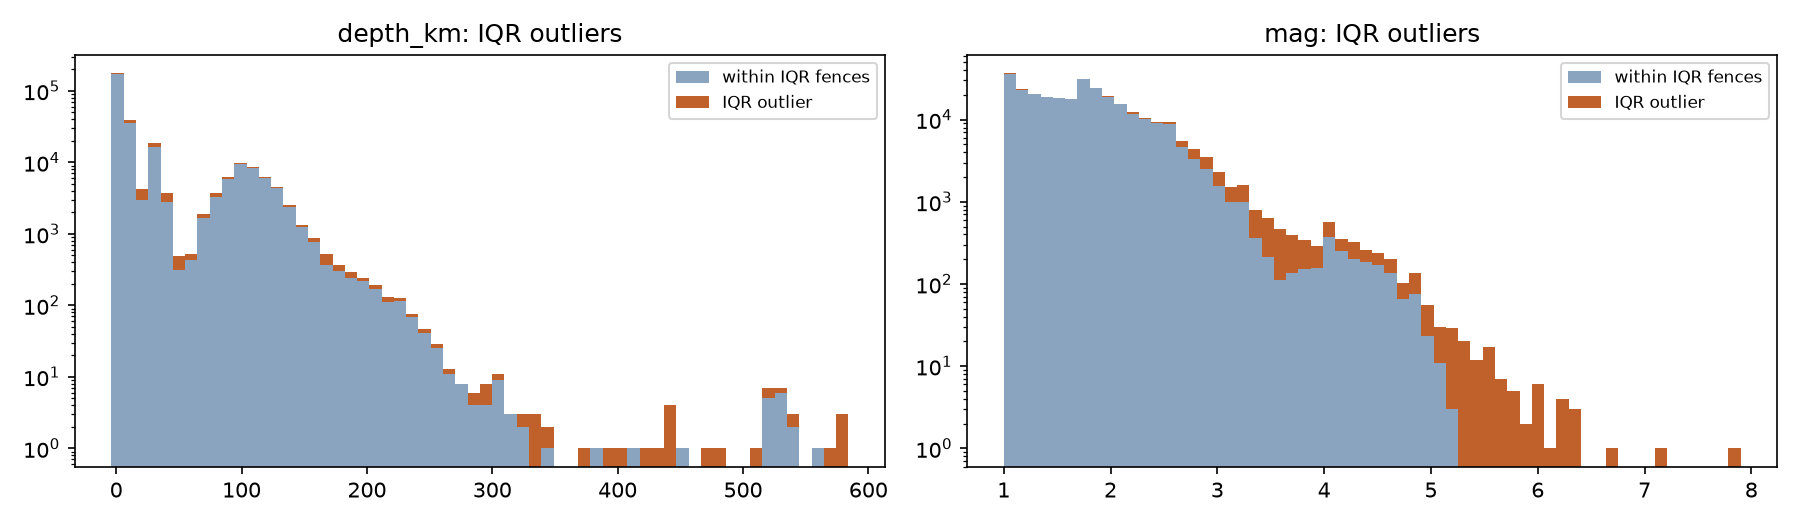 depth_km: IQR outliers
within IQR fences
IQR outlier
10^5
10^4
10^3
10^2
10^1
10^0
0 100 200 300 400 500 600
mag: IQR outliers
within IQR fences
IQR outlier
10^4
10^3
10^2
10^1
10^0
1 2 3 4 5 6 7 8